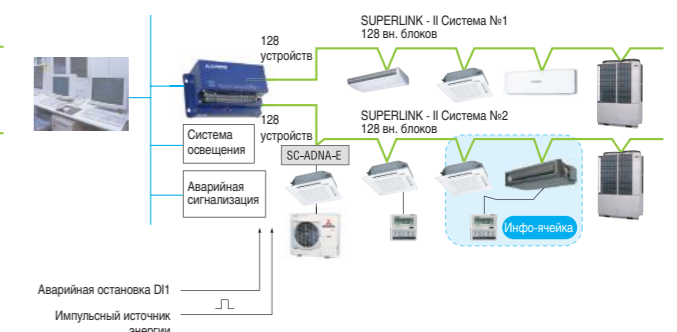 SUPERLINK - II Система №1
128 вн. блоков
128
устройств
SUPERLINK - II Система №2
128 вн. блоков
128
устройств
SC-ADNA-E
Система
освещения
Аварийная
сигнализация
Инфо-ячейка
Аварийная остановка DI1
Импульсный источник
энергии